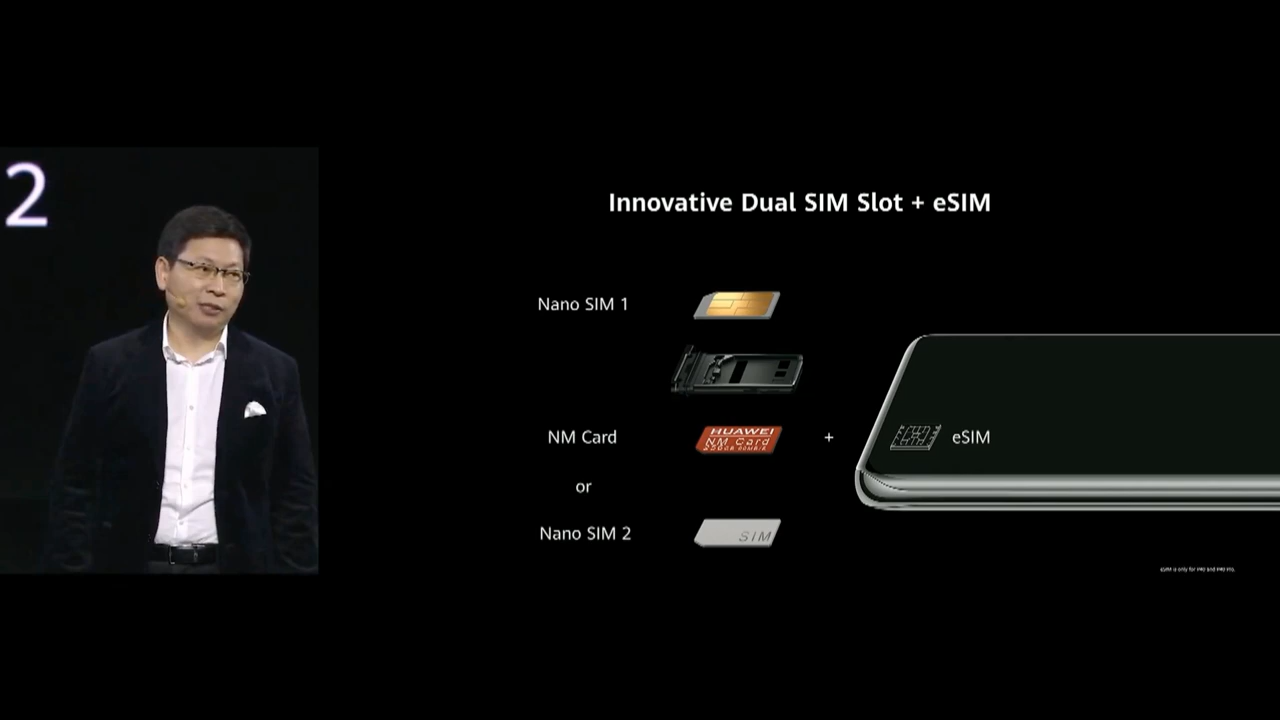 2
Innovative Dual SIM Slot + eSIM
Nano SIM 1
NM Card
HUAWEI
NM Card
+
eSIM
or
Nano SIM 2
SIM